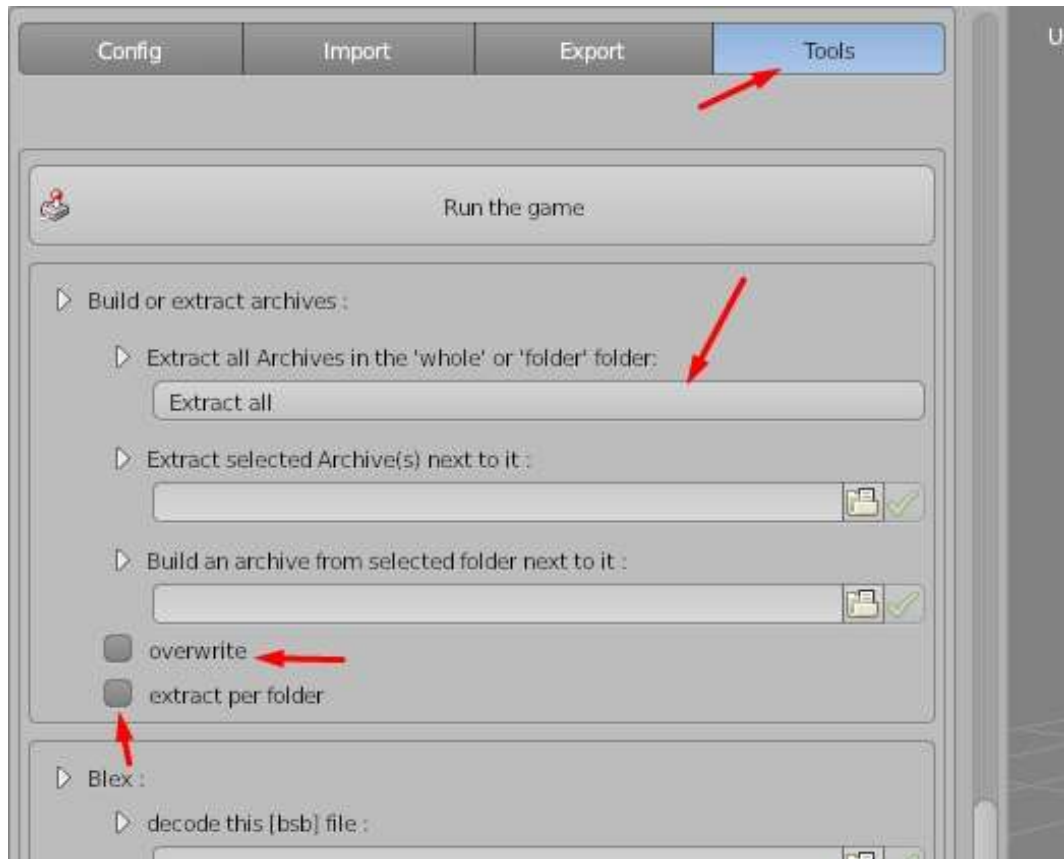 Config Import Export Tools
U
Run the game
Build or extract archives :
Extract all Archives in the 'whole' or 'folder' folder:
Extract all
Extract selected Archive(s) next to it :
Build an archive from selected folder next to it :
overwrite
extract per folder
Blex :
decode this [bsb] file :